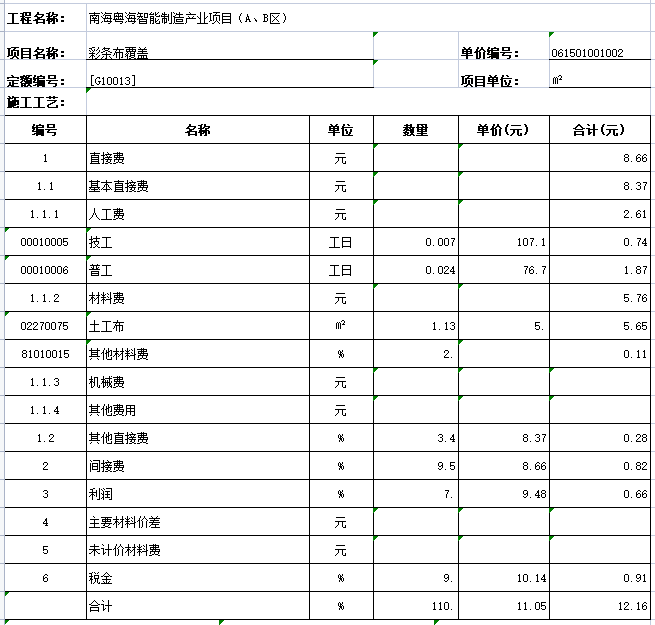 工程名称： 南海粤海智能制造产业项目（A、B区）
项目名称： 彩条布覆盖 单价编号： 061501001002
定额编号： [G10013] 项目单位： m²
施工工艺：
编号 名称 单位 数量 单价(元) 合计(元)
1 直接费 元 8.66
1.1 基本直接费 元 8.37
1.1.1 人工费 元 2.61
00010005 技工 工日 0.007 107.1 0.74
00010006 普工 工日 0.024 76.7 1.87
1.1.2 材料费 元 5.76
02270075 土工布 m² 1.13 5. 5.65
81010015 其他材料费 % 2. 0.11
1.1.3 机械费 元
1.1.4 其他费用 元
1.2 其他直接费 % 3.4 8.37 0.28
2 间接费 % 9.5 8.66 0.82
3 利润 % 7. 9.48 0.66
4 主要材料价差 元
5 未计价材料费 元
6 税金 % 9. 10.14 0.91
合计 % 110. 11.05 12.16